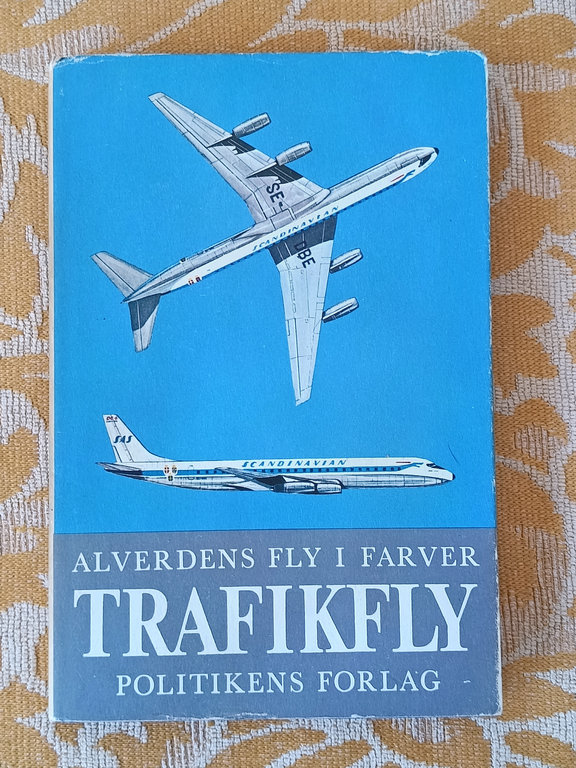 SE-
DBE
SCANDINAVIAN
SAS
SCANDINAVIAN
ALVERDENS FLY I FARVER
TRAFIKFLY
POLITIKENS FORLAG